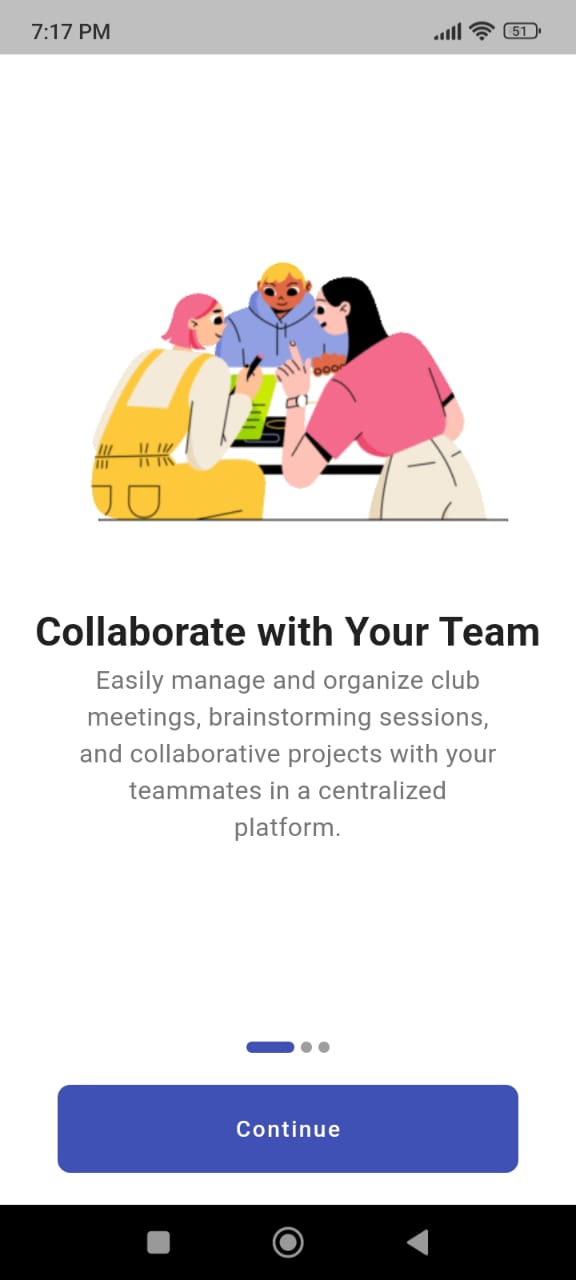 7:17 PM
51
Collaborate with Your Team
Easily manage and organize club
meetings, brainstorming sessions,
and collaborative projects with your
teammates in a centralized
platform.
Continue